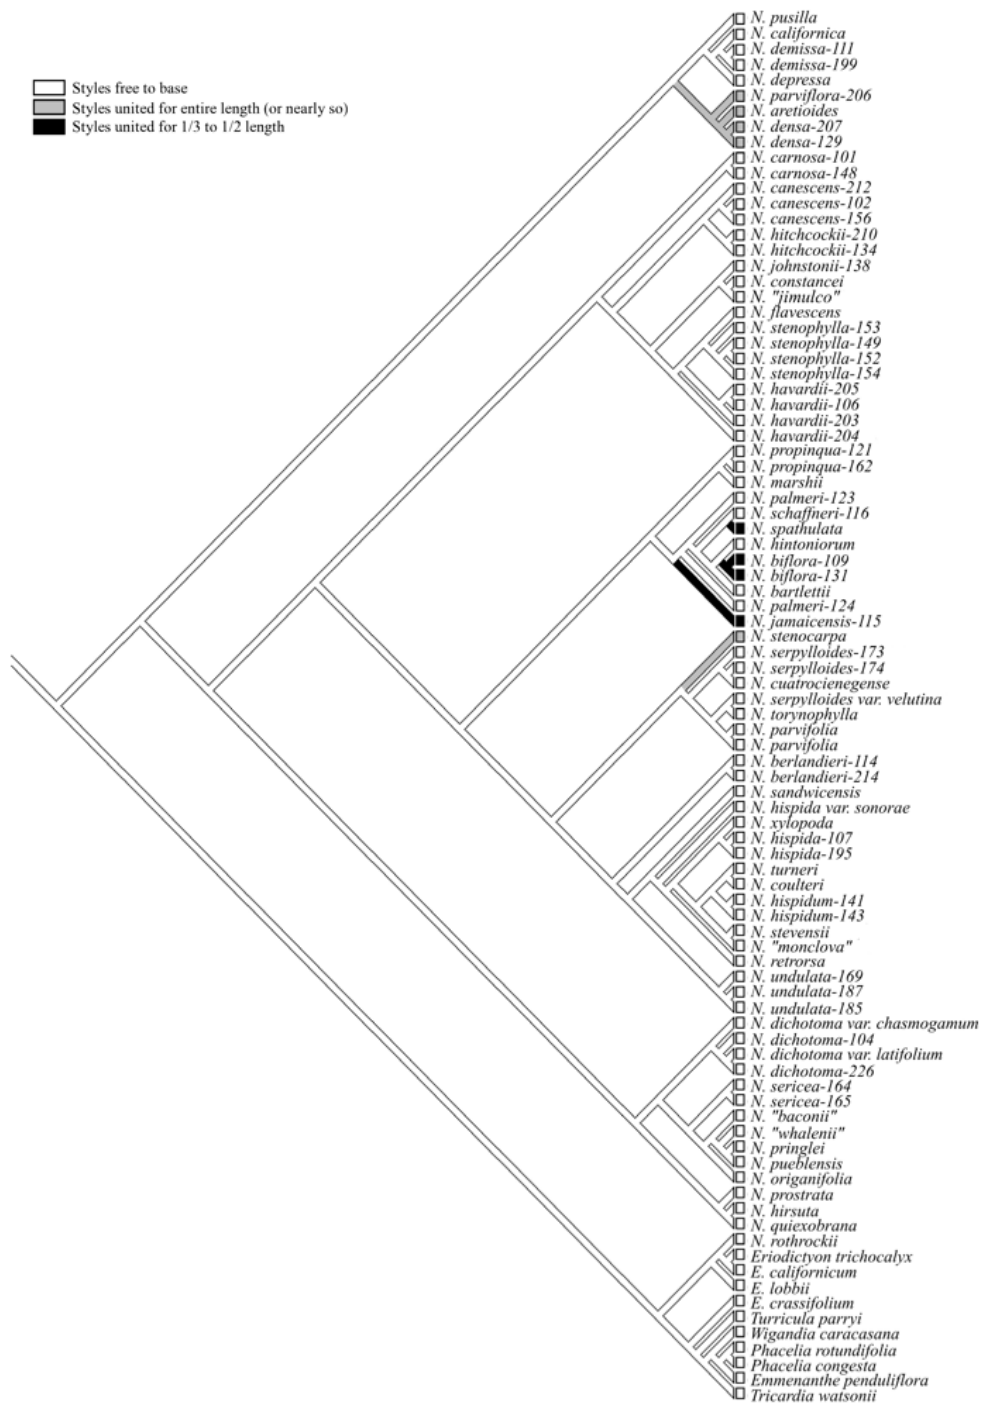 N. pusilla
N. californica
N. demissa-111
N. demissa-199
N. depressa
N. parviflora-206
N. aretioides
N. densa-207
N. densa-129
N. carnosa-101
N. carnosa-148
N. canescens-212
N. canescens-102
N. canescens-156
N. hitchcockii-210
N. hitchcockii-134
N. johnstonii-138
N. constancei
N. "jimulco"
N. flavescens
N. stenophylla-153
N. stenophylla-149
N. stenophylla-152
N. stenophylla-154
N. havardii-205
N. havardii-106
N. havardii-203
N. havardii-204
N. propinqua-121
N. propinqua-162
N. marshii
N. palmeri-123
N. schaffneri-116
N. spathulata
N. hintoniorum
N. biflora-109
N. biflora-131
N. bartlettii
N. palmeri-124
N. jamaicensis-115
N. stenocarpa
N. serpylloides-173
N. serpylloides-174
N. cuatrocienegense
N. serpylloides var. velutina
N. torynophylla
N. parvifolia
N. parvifolia
N. berlandieri-114
N. berlandieri-214
N. sandwicensis
N. hispida var. sonorae
N. xylopoda
N. hispida-107
N. hispida-195
N. turneri
N. coulteri
N. hispidum-141
N. hispidum-143
N. stevensii
N. "monclova"
N. retrorsa
N. undulata-169
N. undulata-187
N. undulata-185
N. dichotoma var. chasmogamum
N. dichotoma-104
N. dichotoma var. latifolium
N. dichotoma-226
N. sericea-164
N. sericea-165
N. "baconii"
N. "whalenii"
N. pringlei
N. pueblensis
N. origanifolia
N. prostrata
N. hirsuta
N. quiexobrana
N. rothrockii
Eriodictyon trichocalyx
E. californicum
E. lobbii
E. crassifolium
Turricula parryi
Wigandia caracasana
Phacelia rotundifolia
Phacelia congesta
Emmenanthe penduliflora
Tricardia watsonii
Styles free to base
Styles united for entire length (or nearly so)
Styles united for 1/3 to 1/2 length